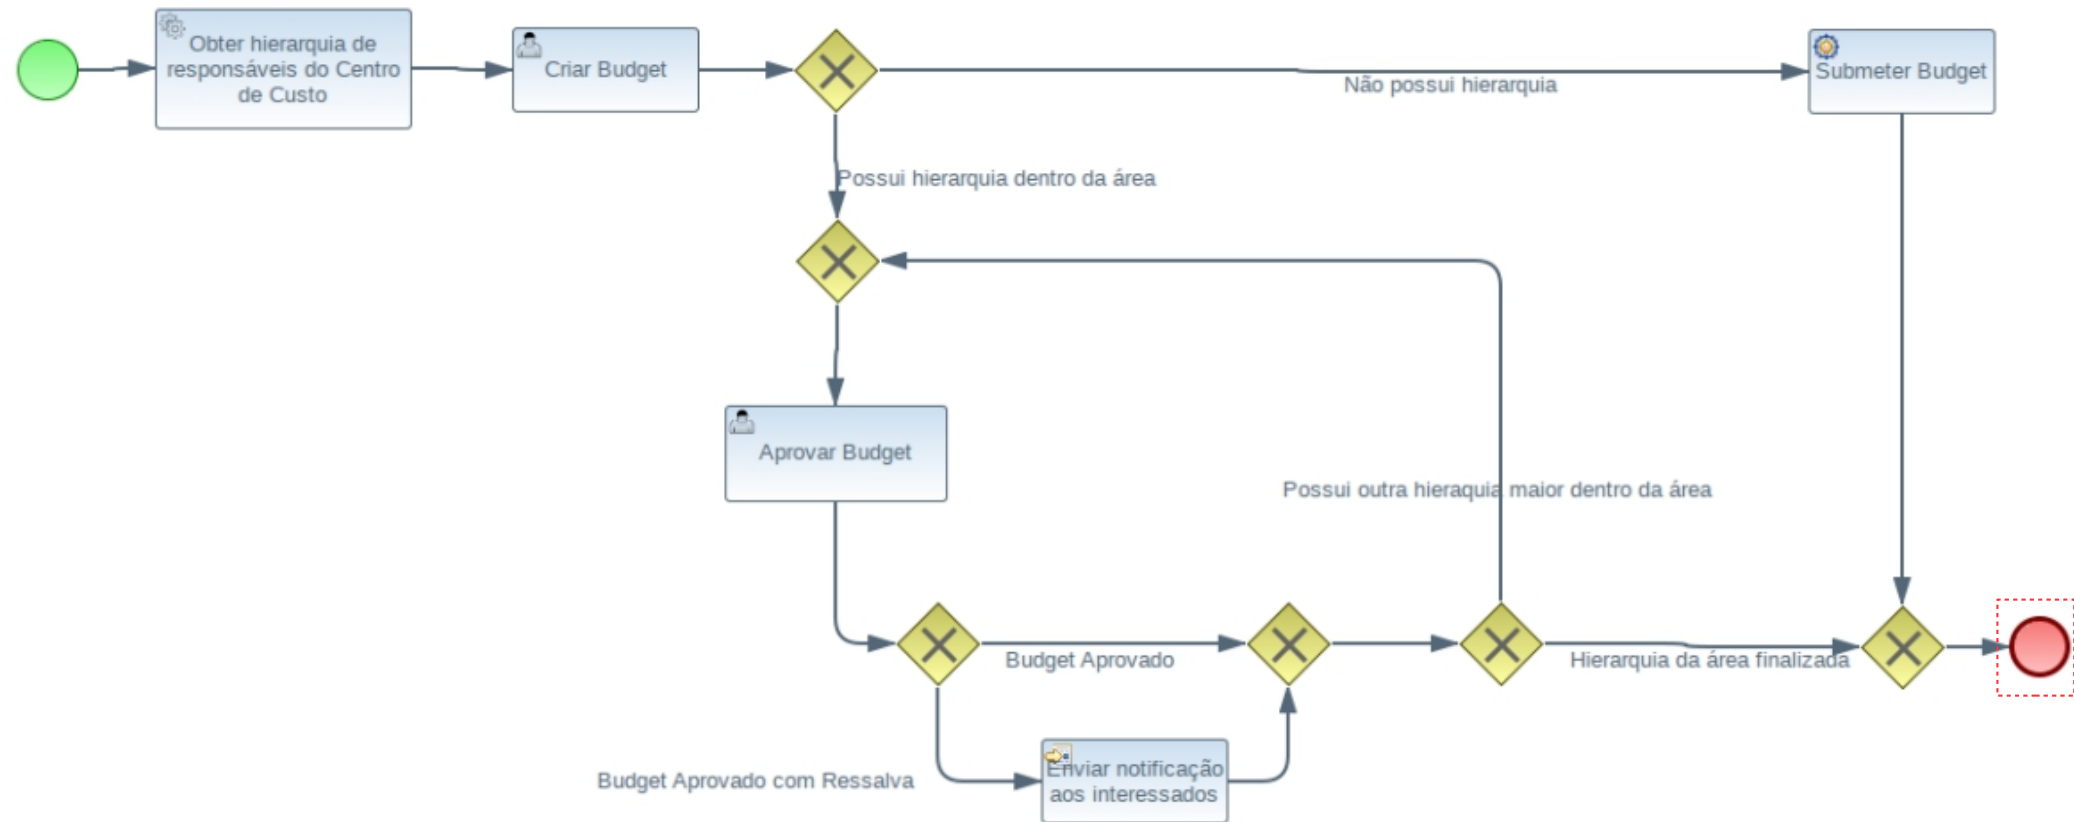 Obter hierarquia de
responsáveis do Centro
de Custo
Criar Budget
Não possui hierarquia
Submeter Budget
Possui hierarquia dentro da área
Aprovar Budget
Possui outra hieraquia maior dentro da área
Budget Aprovado
Hierarquia da área finalizada
Budget Aprovado com Ressalva
Enviar notificação
aos interessados